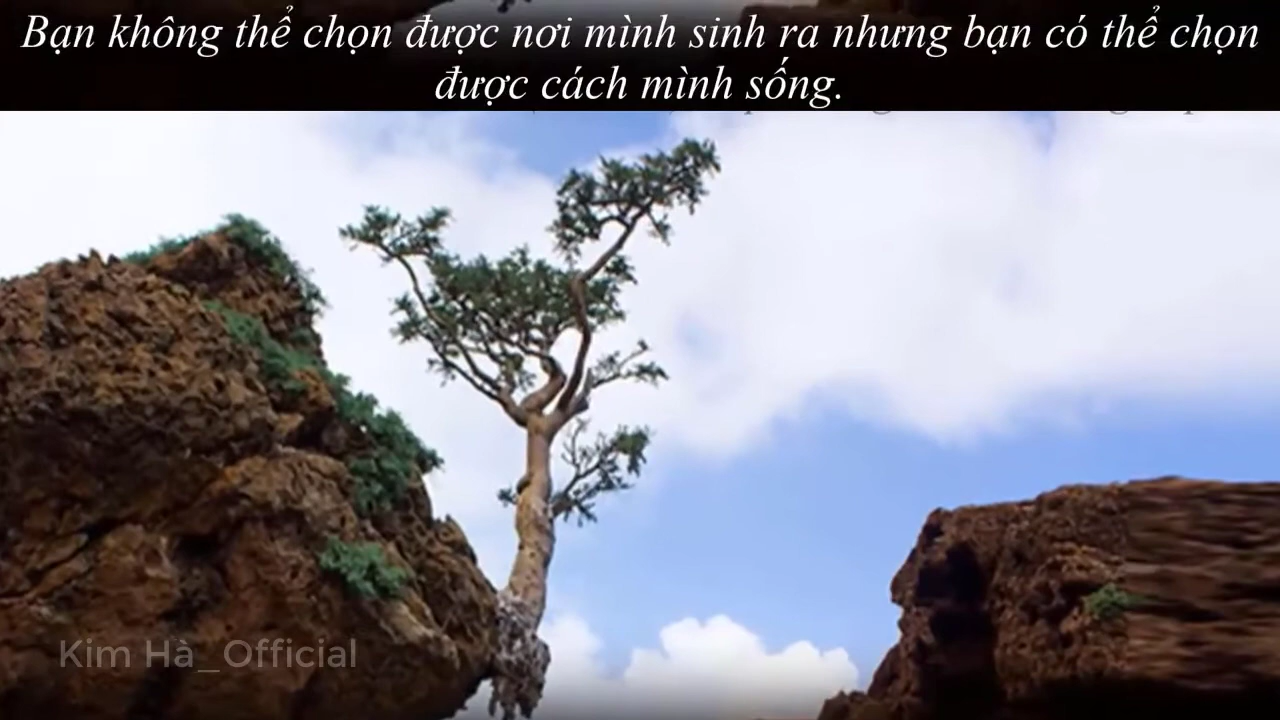 Bạn không thể chọn được nơi mình sinh ra nhưng bạn có thể chọn
được cách mình sống.
Kim Hà_Official